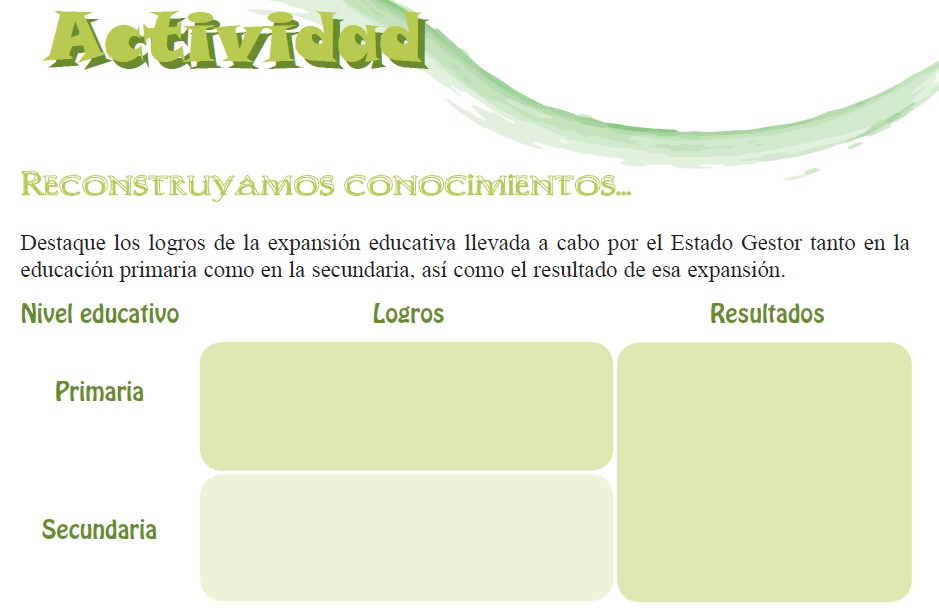 Actividad
Reconstruyamos conocimientos...
Destaque los logros de la expansión educativa llevada a cabo por el Estado Gestor tanto en la
educación primaria como en la secundaria, así como el resultado de esa expansión.
Nivel educativo Logros Resultados
Primaria
Secundaria